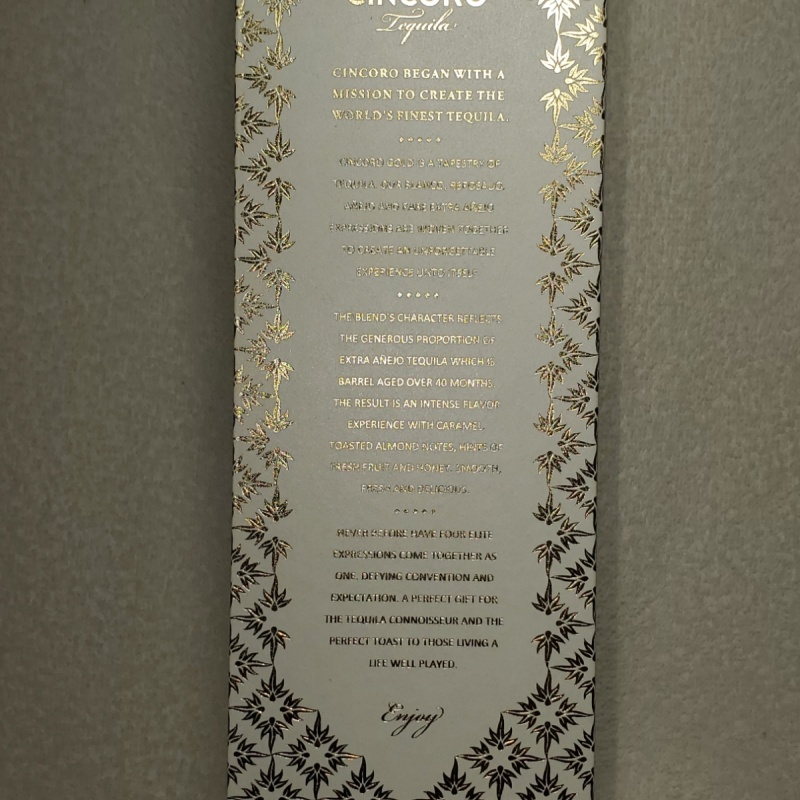 CINCORO
Tequila
CINCORO BEGAN WITH A
MISSION TO CREATE THE
WORLD'S FINEST TEQUILA.
CINCORO GOLD IS A TAPESTRY OF
TEQUILA. OUR BLANCO, REPOSADO,
AÑEJO AND RARE EXTRA AÑEJO
EXPRESSIONS ARE WOVEN TOGETHER
TO CREATE AN UNFORGETTABLE
EXPERIENCE UNTO ITSELF.
THE BLEND'S CHARACTER REFLECTS
THE GENEROUS PROPORTION OF
EXTRA AÑEJO TEQUILA WHICH IS
BARREL AGED OVER 40 MONTHS.
THE RESULT IS AN INTENSE FLAVOR
EXPERIENCE WITH CARAMEL,
TOASTED ALMOND NOTES, HINTS OF
FRESH FRUIT AND HONEY. SMOOTH,
FRESH AND DELICIOUS.
NEVER BEFORE HAVE FOUR ELITE
EXPRESSIONS COME TOGETHER AS
ONE, DEFYING CONVENTION AND
EXPECTATION. A PERFECT GIFT FOR
THE TEQUILA CONNOISSEUR AND THE
PERFECT TOAST TO THOSE LIVING A
LIFE WELL PLAYED.
Enjoy